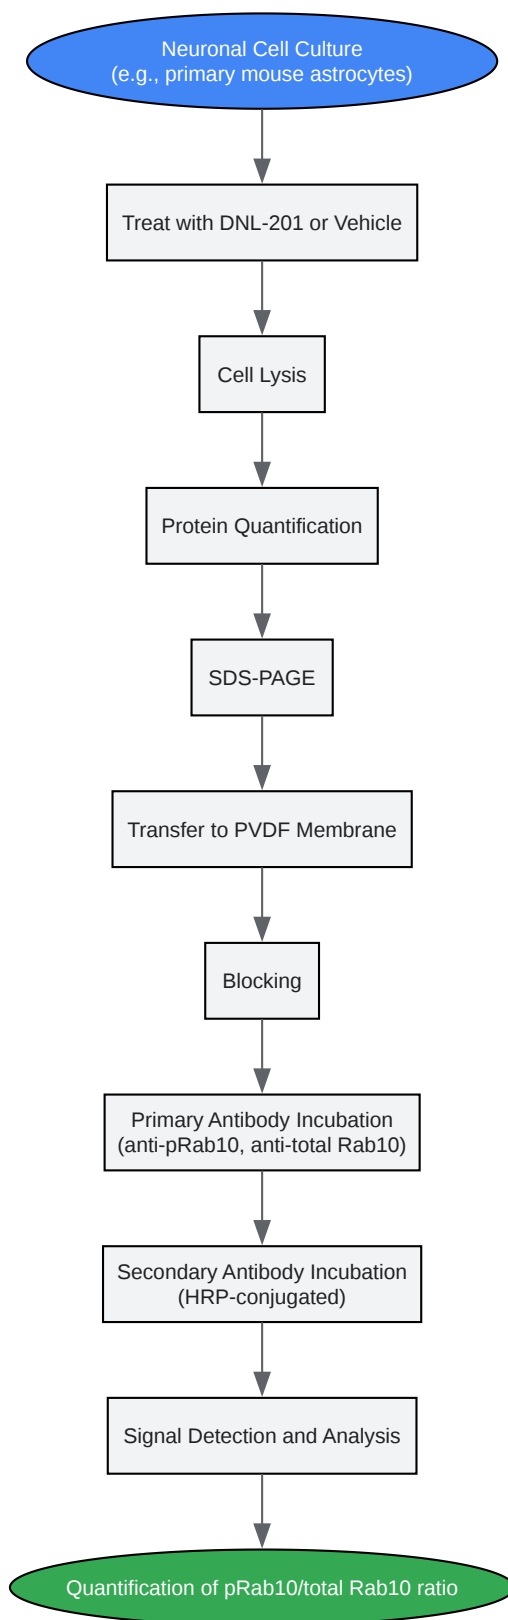 Neuronal Cell Culture
(e.g., primary mouse astrocytes)
Treat with DNL-201 or Vehicle
Cell Lysis
Protein Quantification
SDS-PAGE
Transfer to PVDF Membrane
Blocking
Primary Antibody Incubation
(anti-pRab10, anti-total Rab10)
Secondary Antibody Incubation
(HRP-conjugated)
Signal Detection and Analysis
Quantification of pRab10/total Rab10 ratio